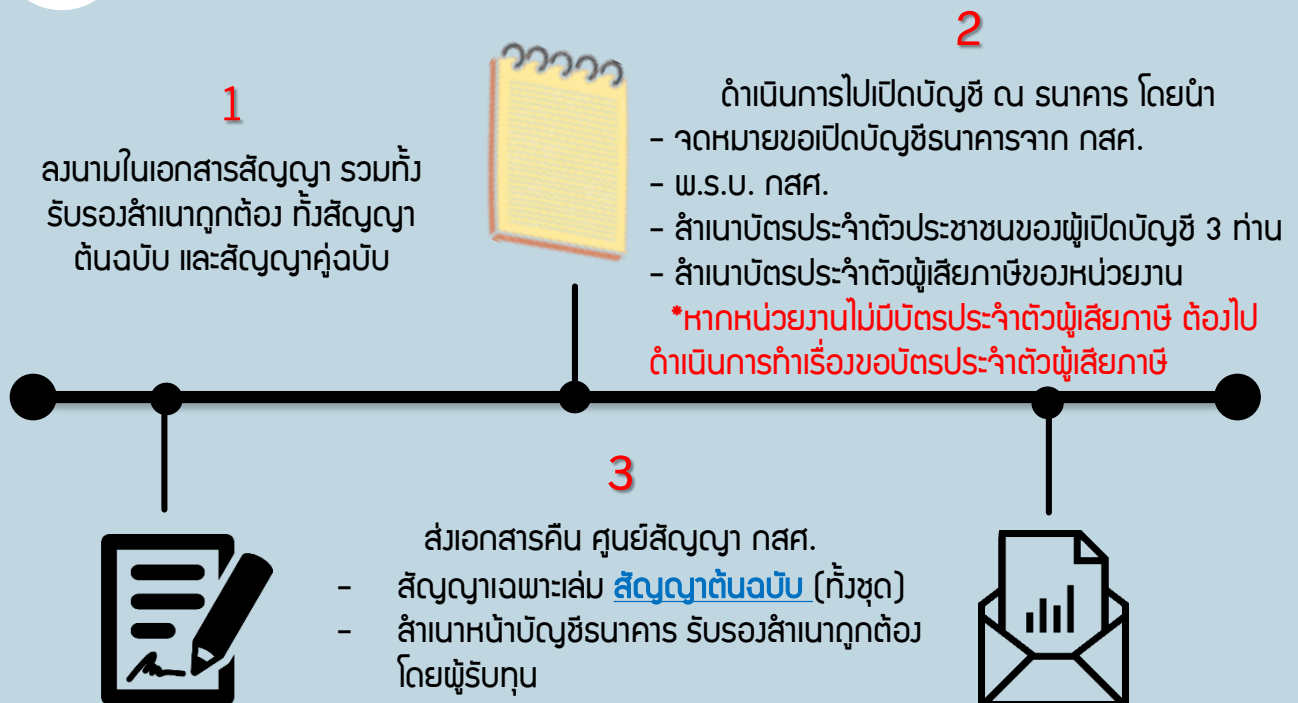 1
ลงนามในเอกสารสัญญา รวมทั้ง
รับรองสำเนาถูกต้อง ทั้งสัญญา
ต้นฉบับ และสัญญาคู่ฉบับ
2
ดำเนินการไปเปิดบัญชี ณ ธนาคาร โดยนำ
- จดหมายขอเปิดบัญชีธนาคารจาก กสศ.
- พ.ร.บ. กสศ.
- สำเนาบัตรประจำตัวประชาชนของผู้เปิดบัญชี 3 ท่าน
- สำเนาบัตรประจำตัวผู้เสียภาษีของหน่วยงาน
*หากหน่วยงานไม่มีบัตรประจำตัวผู้เสียภาษี ต้องไป
ดำเนินการทำเรื่องขอบัตรประจำตัวผู้เสียภาษี
3
ส่งเอกสารคืน ศูนย์สัญญา กสศ.
- สัญญาเฉพาะเล่ม สัญญาต้นฉบับ (ทั้งชุด)
- สำเนาหน้าบัญชีธนาคาร รับรองสำเนาถูกต้อง
โดยผู้รับทุน